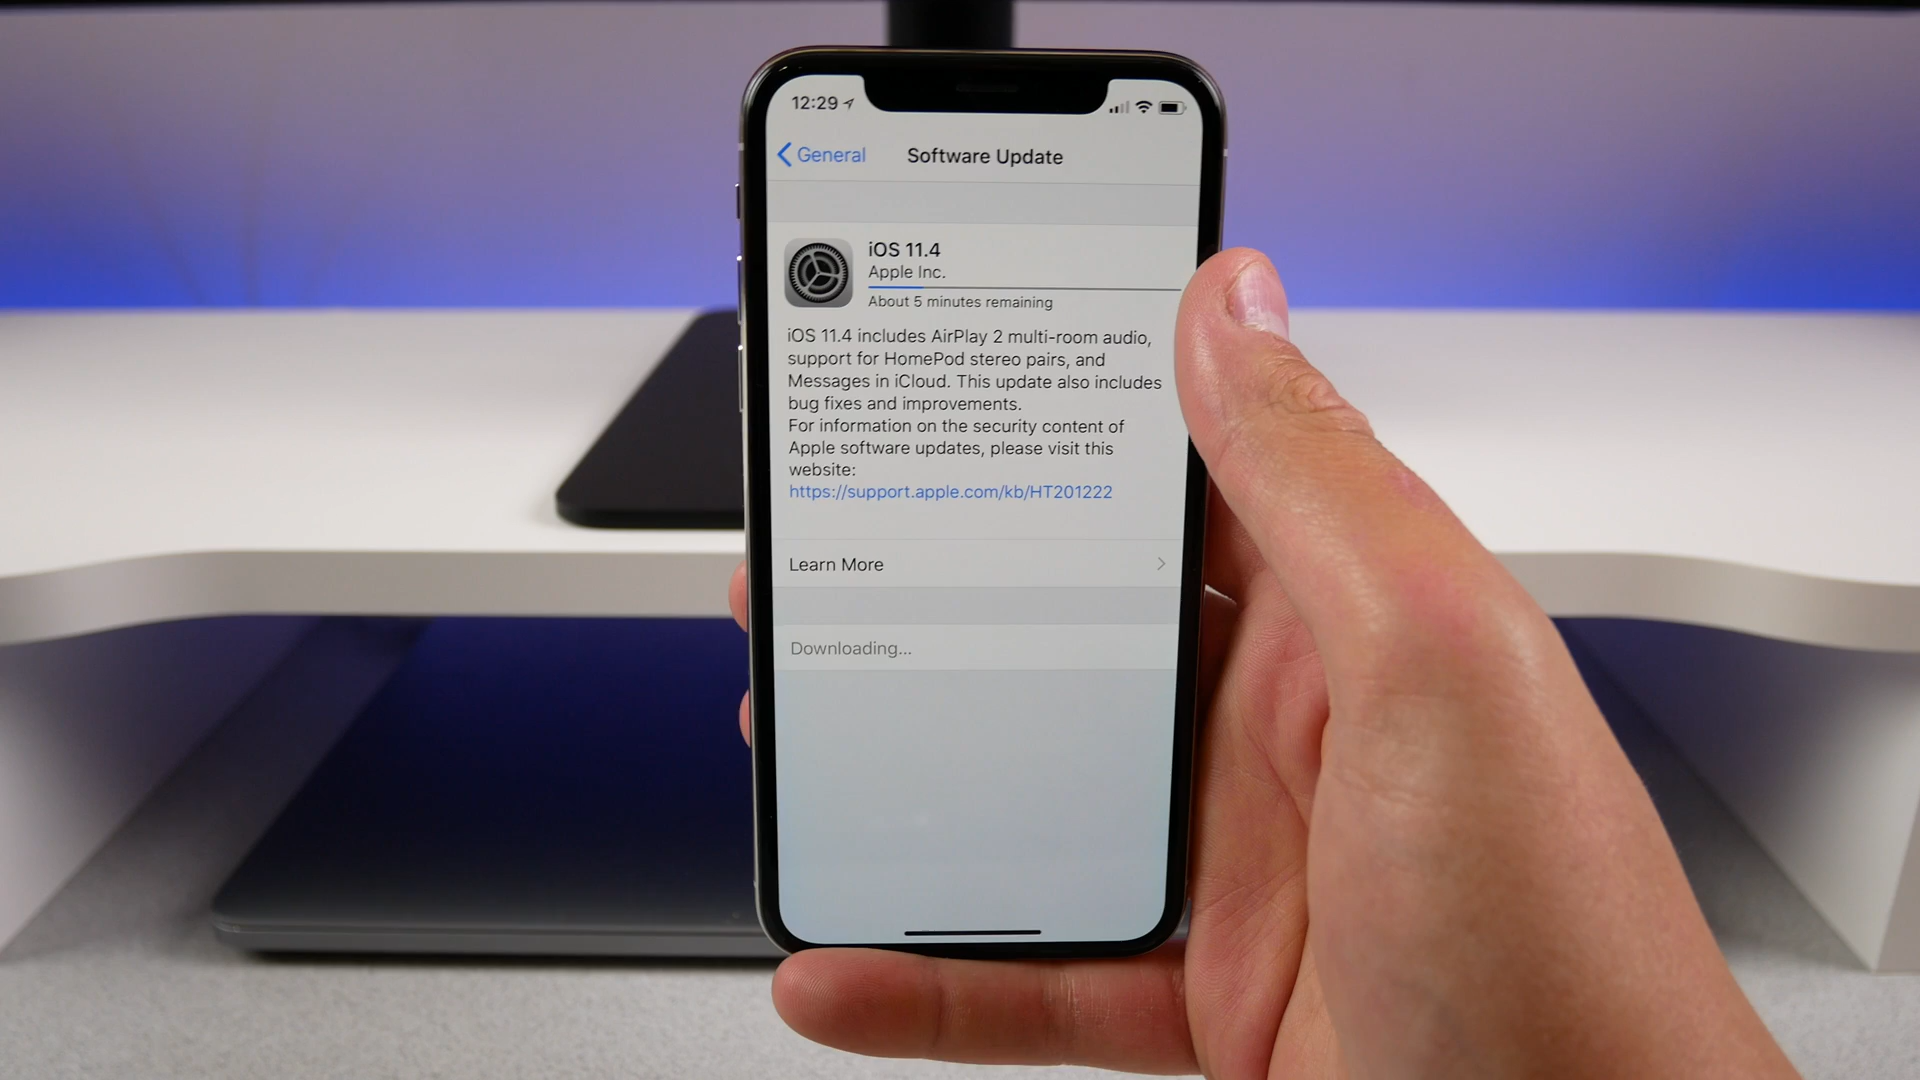 12:29
General
Software Update
iOS 11.4
Apple Inc.
About 5 minutes remaining
iOS 11.4 includes AirPlay 2 multi-room audio,
support for HomePod stereo pairs, and
Messages in iCloud. This update also includes
bug fixes and improvements.
For information on the security content of
Apple software updates, please visit this
website:
https://support.apple.com/kb/HT201222
Learn More
Downloading...